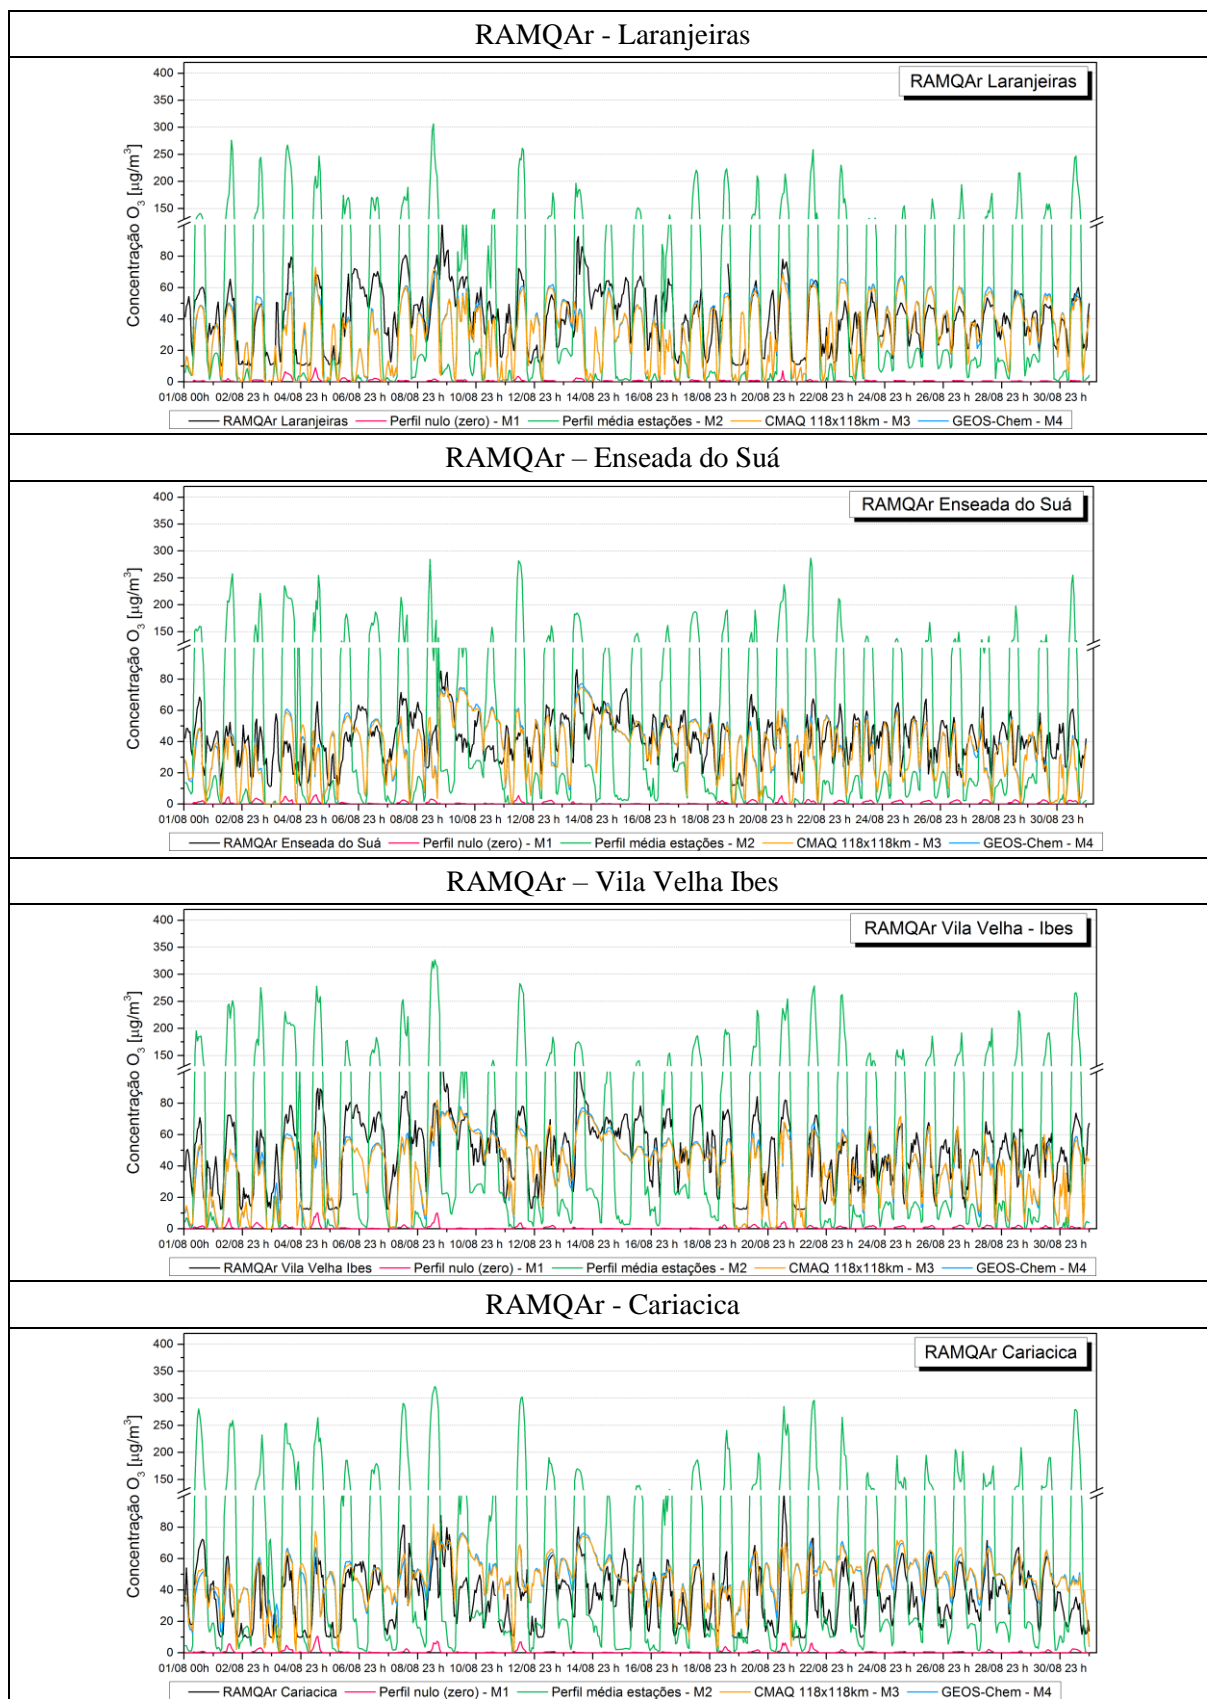 RAMQAr - Laranjeiras
RAMQAr Laranjeiras
Concentração O3 [µg/m³]
400
350
300
250
200
150
80
60
40
20
0
01/08 00h 02/08 23 h 04/08 23 h 06/08 23 h 08/08 23 h 10/08 23 h 12/08 23 h 14/08 23 h 16/08 23 h 18/08 23 h 20/08 23 h 22/08 23 h 24/08 23 h 26/08 23 h 28/08 23 h 30/08 23 h
RAMQAr Laranjeiras Perfil nulo (zero) - M1 Perfil média estações - M2 CMAQ 118x118km - M3 GEOS-Chem - M4
RAMQAr – Enseada do Suá
RAMQAr Enseada do Suá
Concentração O3 [µg/m³]
400
350
300
250
200
150
80
60
40
20
0
01/08 00h 02/08 23 h 04/08 23 h 06/08 23 h 08/08 23 h 10/08 23 h 12/08 23 h 14/08 23 h 16/08 23 h 18/08 23 h 20/08 23 h 22/08 23 h 24/08 23 h 26/08 23 h 28/08 23 h 30/08 23 h
RAMQAr Enseada do Suá Perfil nulo (zero) - M1 Perfil média estações - M2 CMAQ 118x118km - M3 GEOS-Chem - M4
RAMQAr – Vila Velha Ibes
RAMQAr Vila Velha - Ibes
Concentração O3 [µg/m³]
400
350
300
250
200
150
80
60
40
20
0
01/08 00h 02/08 23 h 04/08 23 h 06/08 23 h 08/08 23 h 10/08 23 h 12/08 23 h 14/08 23 h 16/08 23 h 18/08 23 h 20/08 23 h 22/08 23 h 24/08 23 h 26/08 23 h 28/08 23 h 30/08 23 h
RAMQAr Vila Velha Ibes Perfil nulo (zero) - M1 Perfil média estações - M2 CMAQ 118x118km - M3 GEOS-Chem - M4
RAMQAr - Cariacica
RAMQAr Cariacica
Concentração O3 [µg/m³]
400
350
300
250
200
150
80
60
40
20
0
01/08 00h 02/08 23 h 04/08 23 h 06/08 23 h 08/08 23 h 10/08 23 h 12/08 23 h 14/08 23 h 16/08 23 h 18/08 23 h 20/08 23 h 22/08 23 h 24/08 23 h 26/08 23 h 28/08 23 h 30/08 23 h
RAMQAr Cariacica Perfil nulo (zero) - M1 Perfil média estações - M2 CMAQ 118x118km - M3 GEOS-Chem - M4